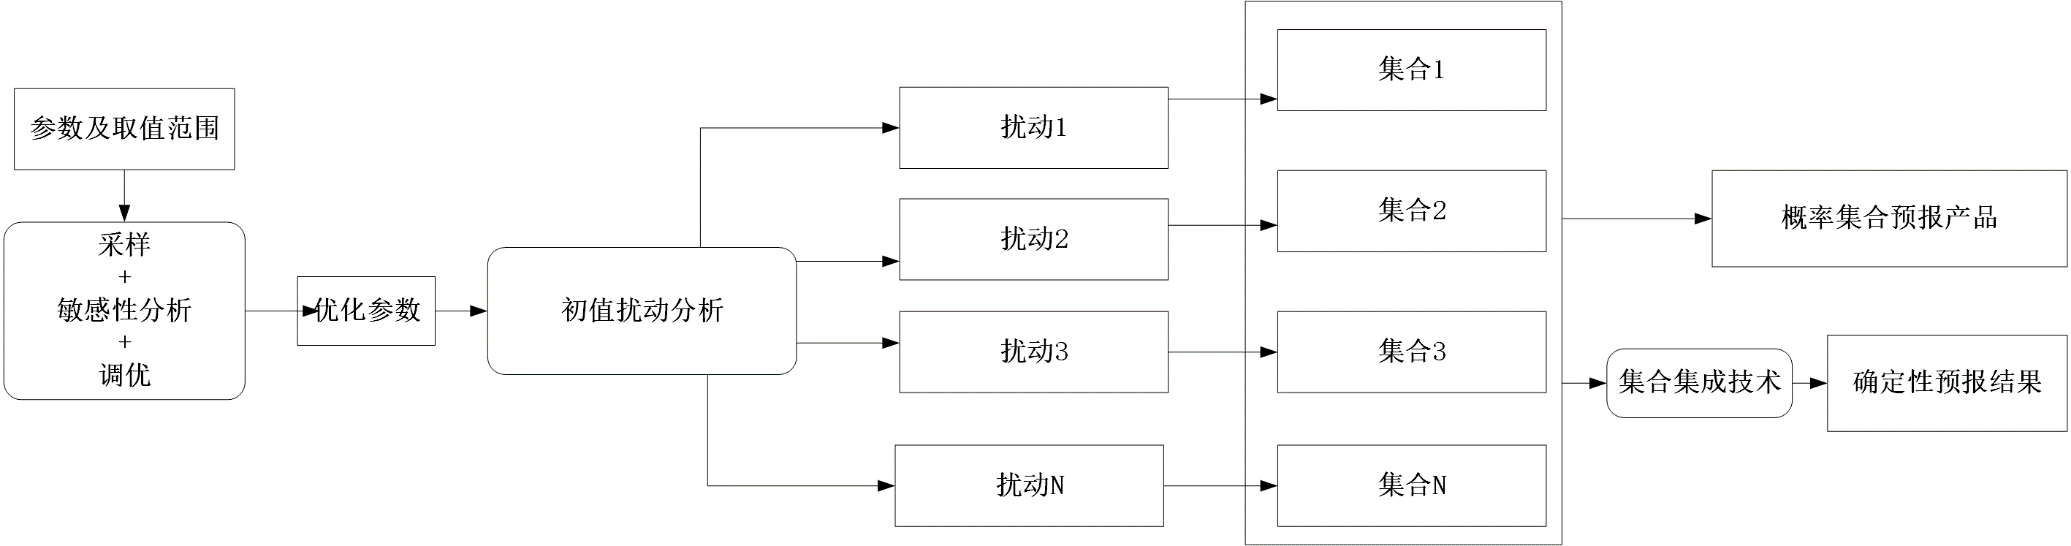 参数及取值范围
采样
+
敏感性分析
+
调优
优化参数
初值扰动分析
扰动1
扰动2
扰动3
扰动N
集合1
集合2
集合3
集合N
概率集合预报产品
集合集成技术
确定性预报结果